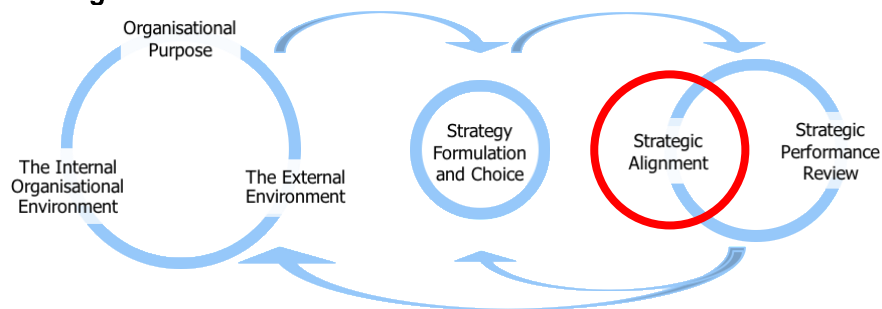 Organisational
Purpose
The Internal
Organisational
Environment
The External
Environment
Strategy
Formulation
and Choice
Strategic
Alignment
Strategic
Performance
Review